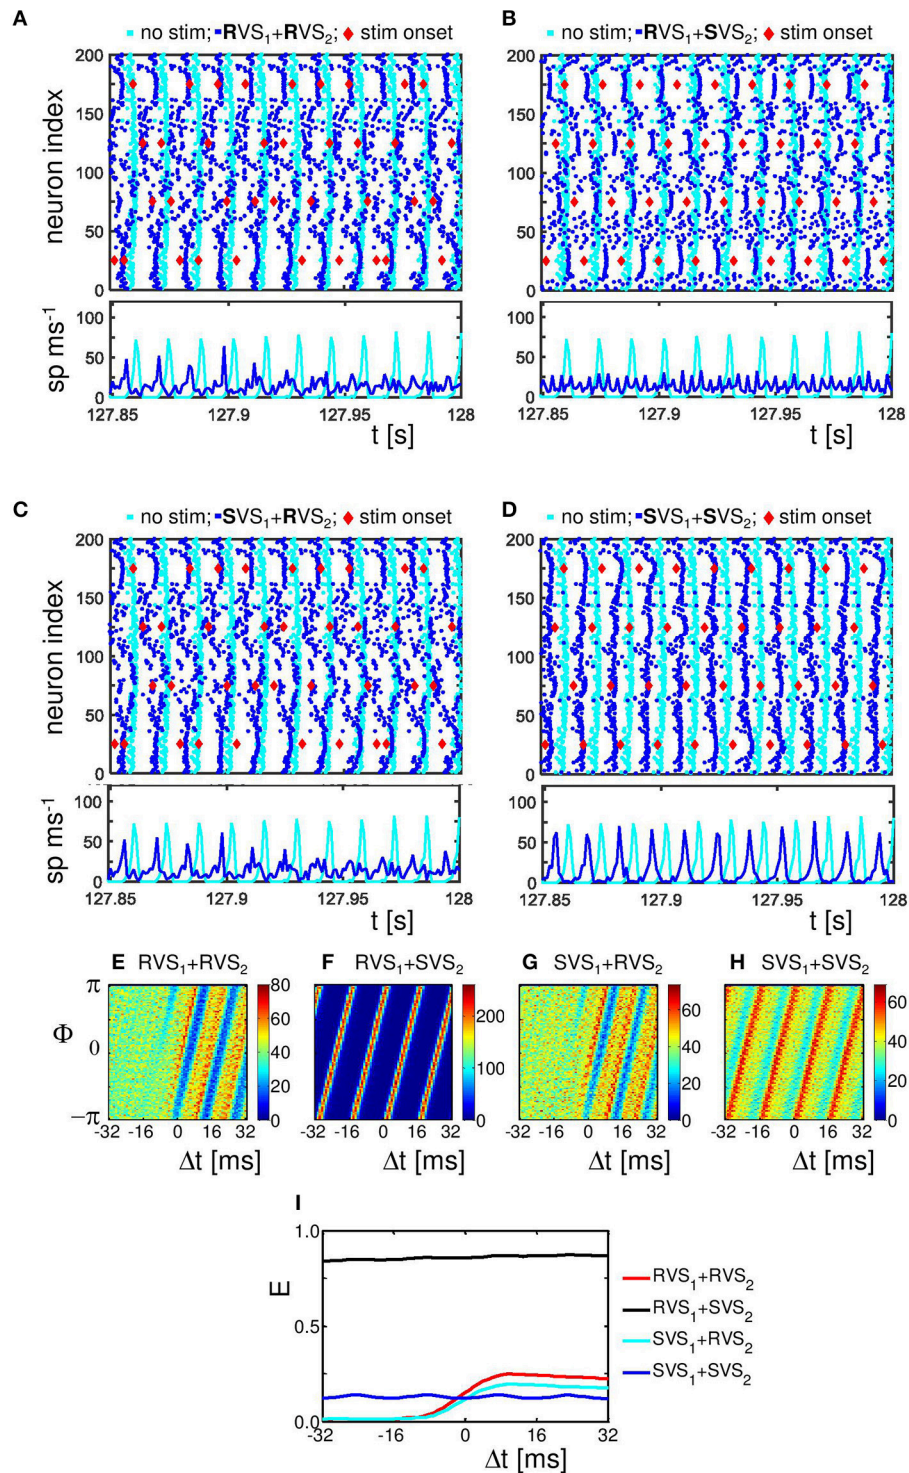 A
no stim; RVS1+RVS2; stim onset
200
150
100
50
0
neuron index
100
50
0
sp ms-1
127.85 127.9 127.95 128
t [s]
B
no stim; RVS1+SVS2; stim onset
200
150
100
50
0
100
50
0
127.85 127.9 127.95 128
t [s]
C
no stim; SVS1+RVS2; stim onset
200
150
100
50
0
neuron index
100
50
0
sp ms-1
127.85 127.9 127.95 128
t [s]
D
no stim; SVS1+SVS2; stim onset
200
150
100
50
0
100
50
0
127.85 127.9 127.95 128
t [s]
E RVS1+RVS2
π
0
−π
Φ
-32 -16 0 16 32
Δt [ms]
80
60
40
20
0
F RVS1+SVS2
-32 -16 0 16 32
Δt [ms]
200
100
0
G SVS1+RVS2
-32 -16 0 16 32
Δt [ms]
60
40
20
0
H SVS1+SVS2
-32 -16 0 16 32
Δt [ms]
60
40
20
0
I
1.0
0.5
0.0
E
-32 -16 0 16 32
Δt [ms]
RVS1+RVS2
RVS1+SVS2
SVS1+RVS2
SVS1+SVS2